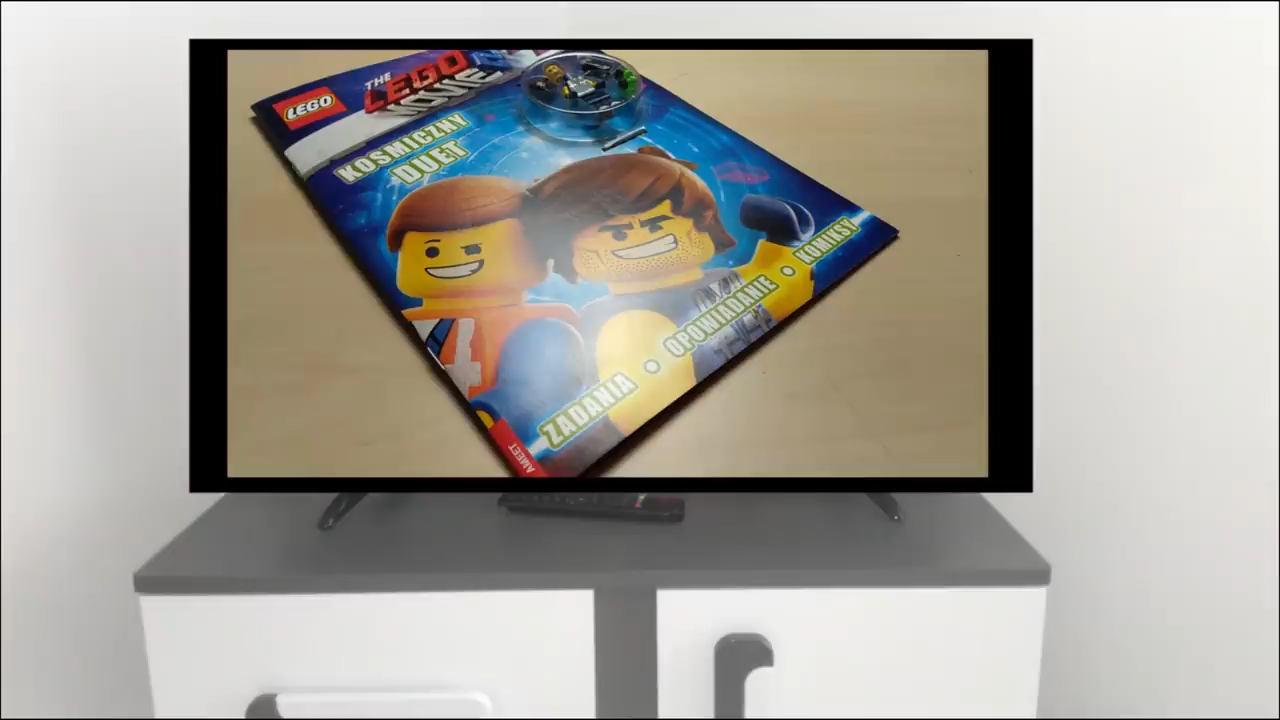 LEGO
THE
LEGO
MOVIE
KOSMICZNY
DUET
ZADANIA • OPOWIADANIE • KOMIKSY
AMEET